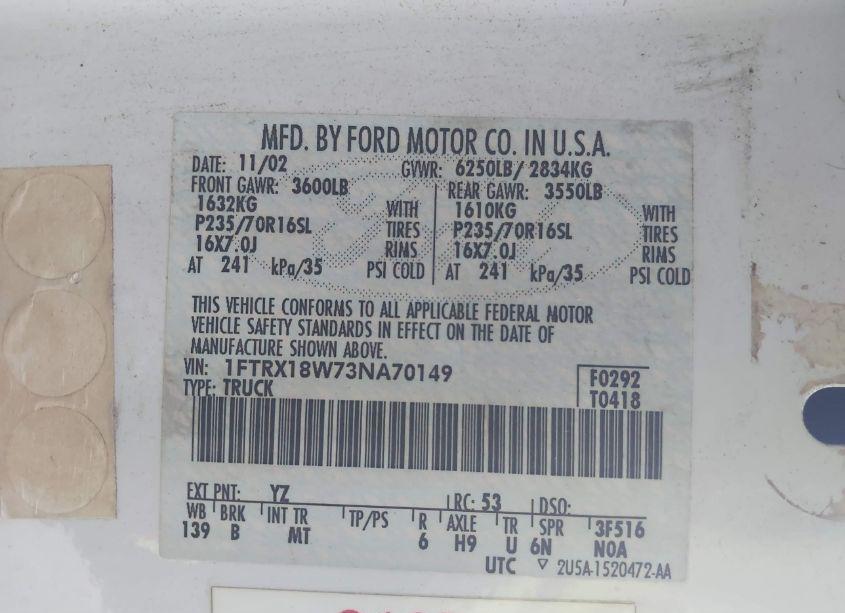 MFD. BY FORD MOTOR CO. IN U.S.A.
DATE: 11/02 GVWR: 6250LB/ 2834KG
FRONT GAWR: 3600LB REAR GAWR: 3550LB
1632KG WITH 1610KG WITH
P235/70R16SL TIRES P235/70R16SL TIRES
16X7.0J RIMS 16X7.0J RIMS
AT 241 kPa/35 PSI COLD AT 241 kPa/35 PSI COLD
THIS VEHICLE CONFORMS TO ALL APPLICABLE FEDERAL MOTOR
VEHICLE SAFETY STANDARDS IN EFFECT ON THE DATE OF
MANUFACTURE SHOWN ABOVE.
VIN: 1FTRX18W73NA70149 F0292
TYPE: TRUCK T0418
EXT PNT: YZ RC: 53 DSO:
WB BRK INT TR TP/PS R AXLE TR SPR 3F516
139 B MT 6 H9 U 6N NOA
UTC ▽ 2U5A-1520472-AA